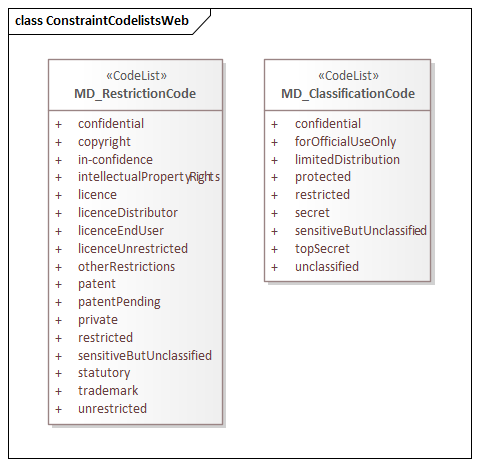 class ConstraintCodelistsWeb
«CodeList»
MD_RestrictionCode
+ confidential
+ copyright
+ in-confidence
+ intellectualPropertyRights
+ licence
+ licenceDistributor
+ licenceEndUser
+ licenceUnrestricted
+ otherRestrictions
+ patent
+ patentPending
+ private
+ restricted
+ sensitiveButUnclassified
+ statutory
+ trademark
+ unrestricted
«CodeList»
MD_ClassificationCode
+ confidential
+ forOfficialUseOnly
+ limitedDistribution
+ protected
+ restricted
+ secret
+ sensitiveButUnclassified
+ topSecret
+ unclassified